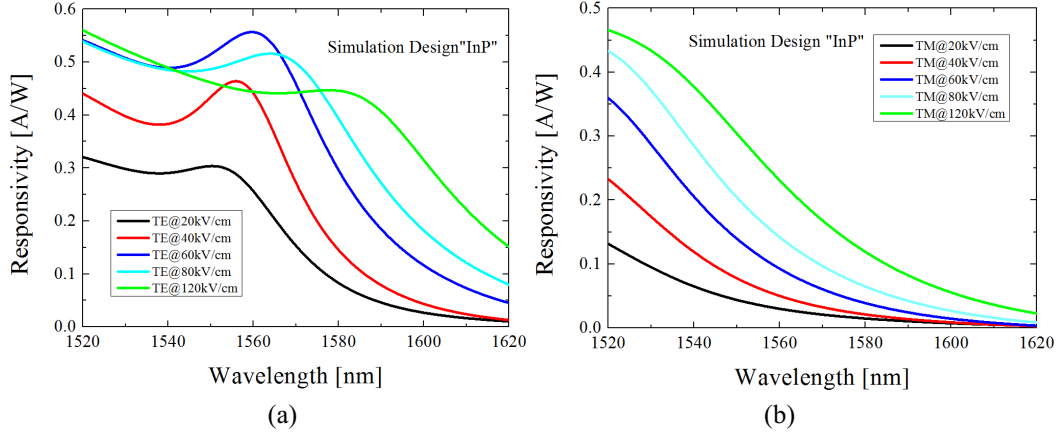 (a)
Simulation Design"InP"
Responsivity [A/W]
0.6
0.5
0.4
0.3
0.2
0.1
0.0
TE@20kV/cm
TE@40kV/cm
TE@60kV/cm
TE@80kV/cm
TE@120kV/cm
1520 1540 1560 1580 1600 1620
Wavelength [nm]
(a)
(b)
Simulation Design "InP"
Responsivity [A/W]
0.5
0.4
0.3
0.2
0.1
0.0
TM@20kV/cm
TM@40kV/cm
TM@60kV/cm
TM@80kV/cm
TM@120kV/cm
1520 1540 1560 1580 1600 1620
Wavelength [nm]
(b)